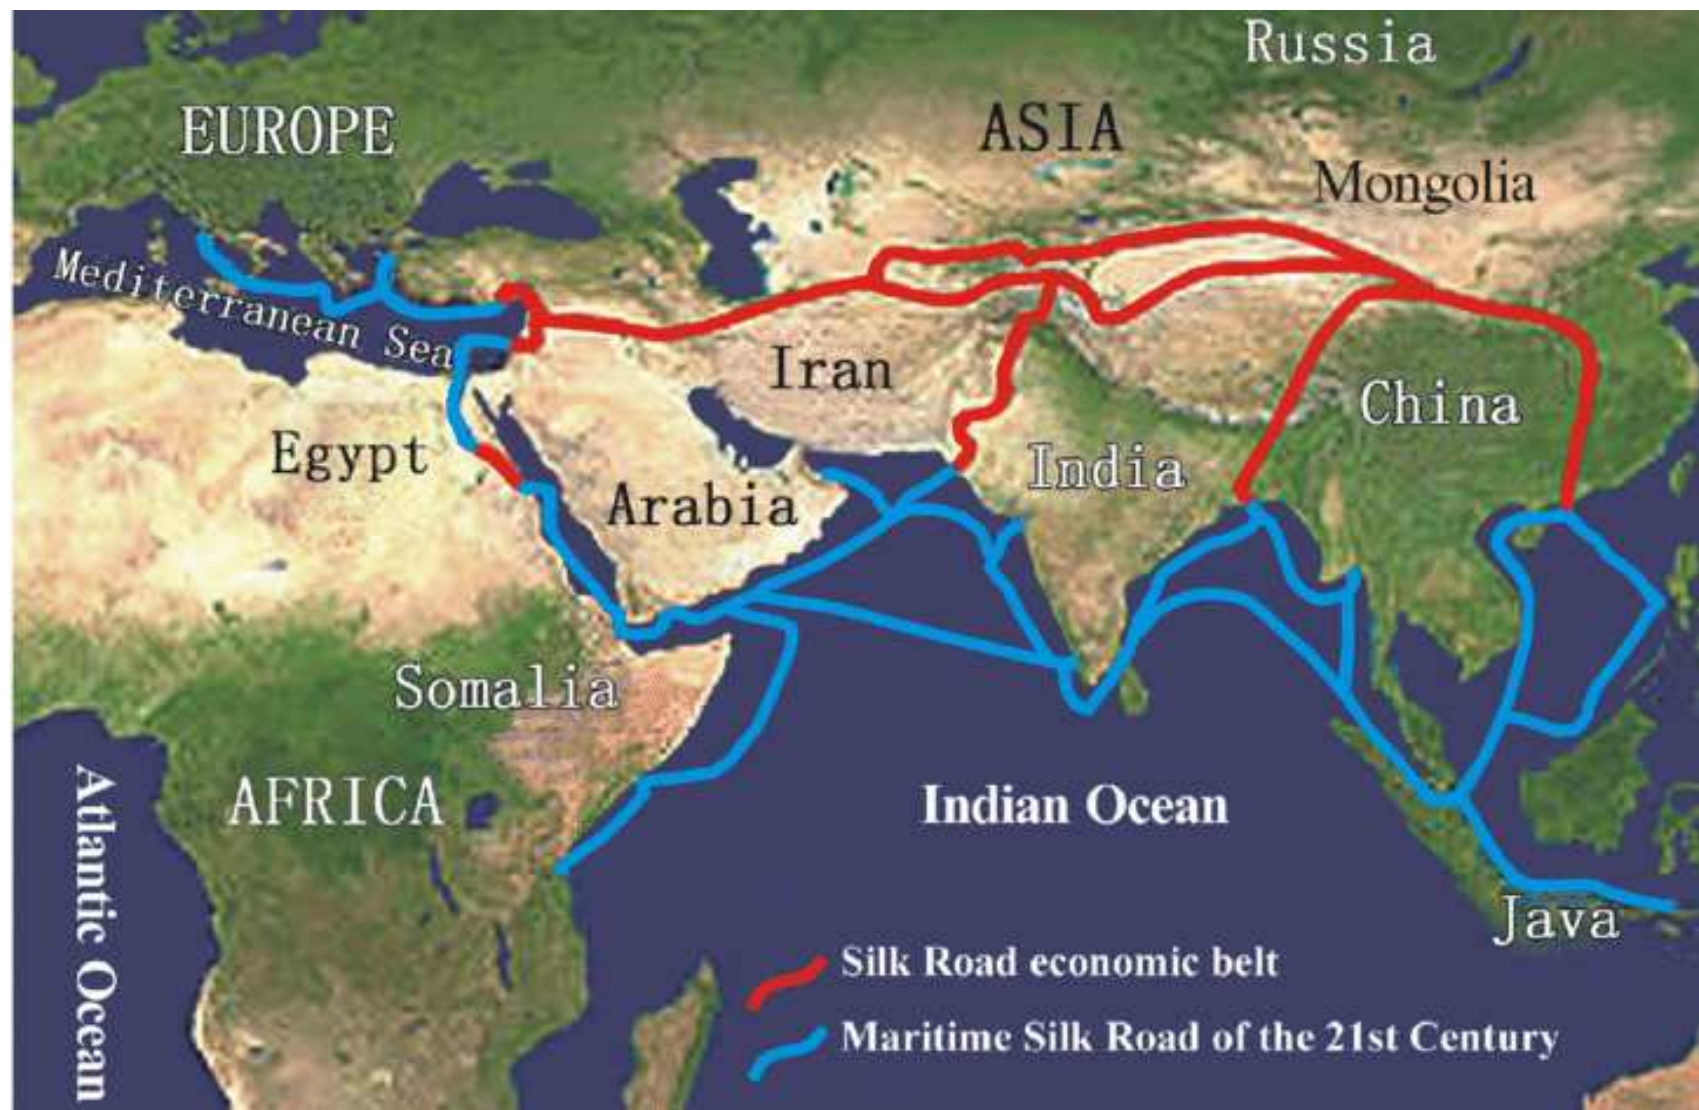 Russia
EUROPE
ASIA
Mongolia
Mediterranean Sea
Iran
China
Egypt
India
Arabia
Somalia
AFRICA
Indian Ocean
Atlantic Ocean
Java
Silk Road economic belt
Maritime Silk Road of the 21st Century